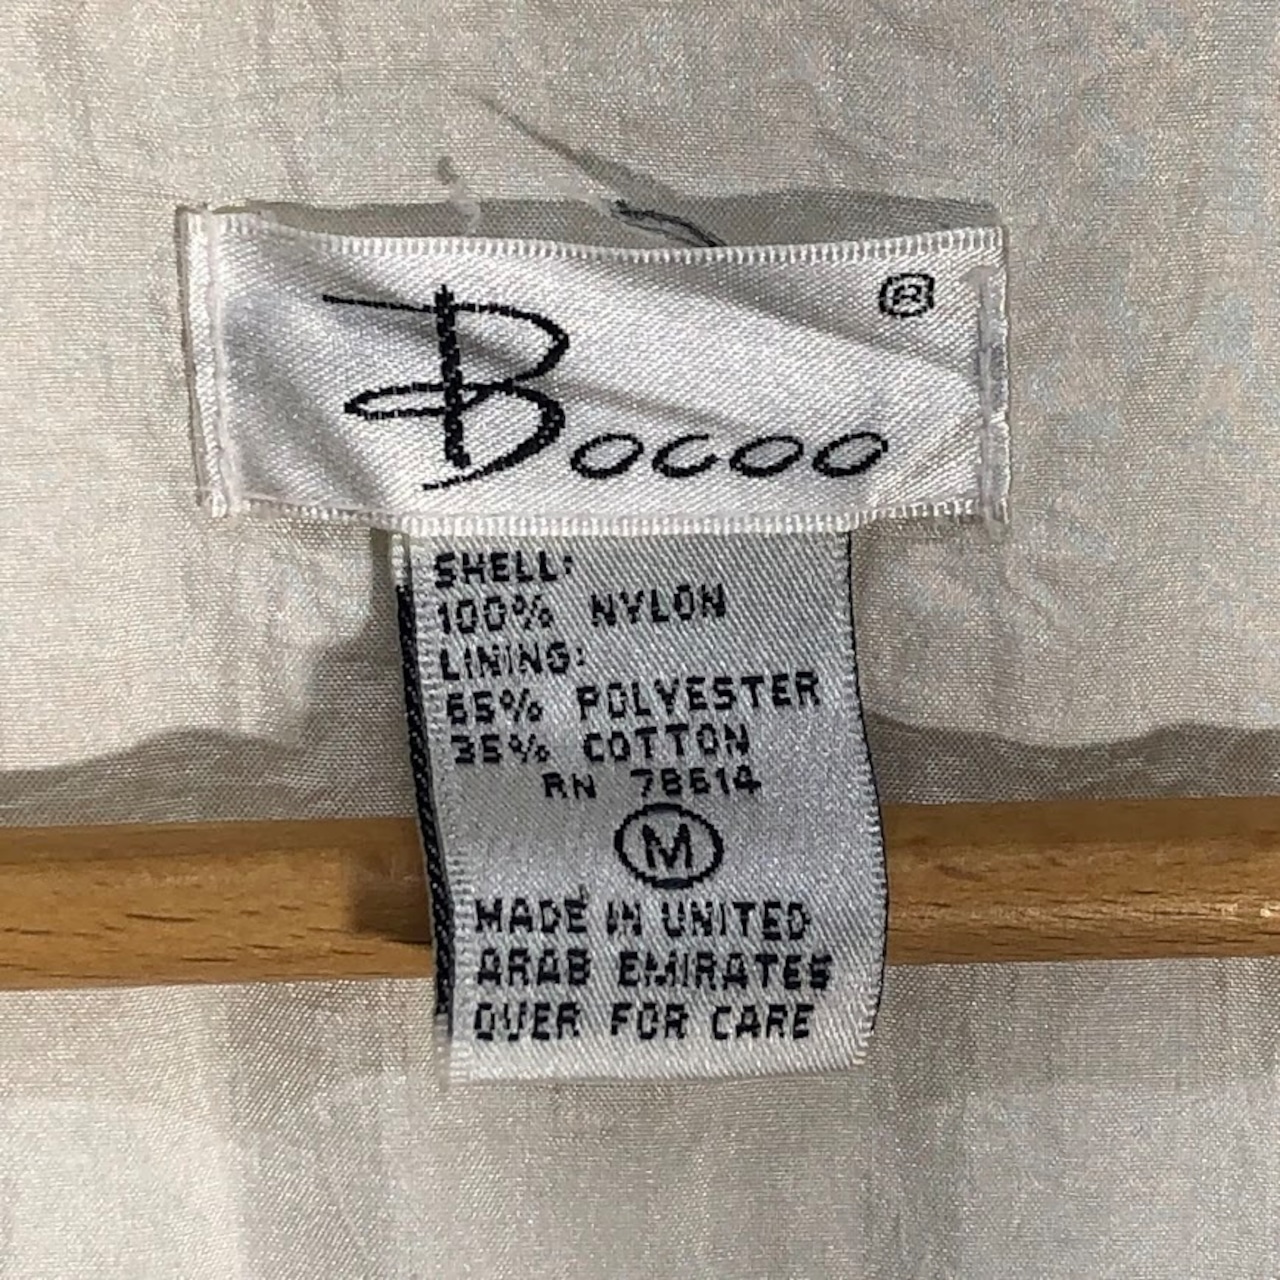 Bocoo ®
SHELL:
100% NYLON
LINING:
65% POLYESTER
35% COTTON
RN 78614
M
MADE IN UNITED
ARAB EMIRATES
OVER FOR CARE